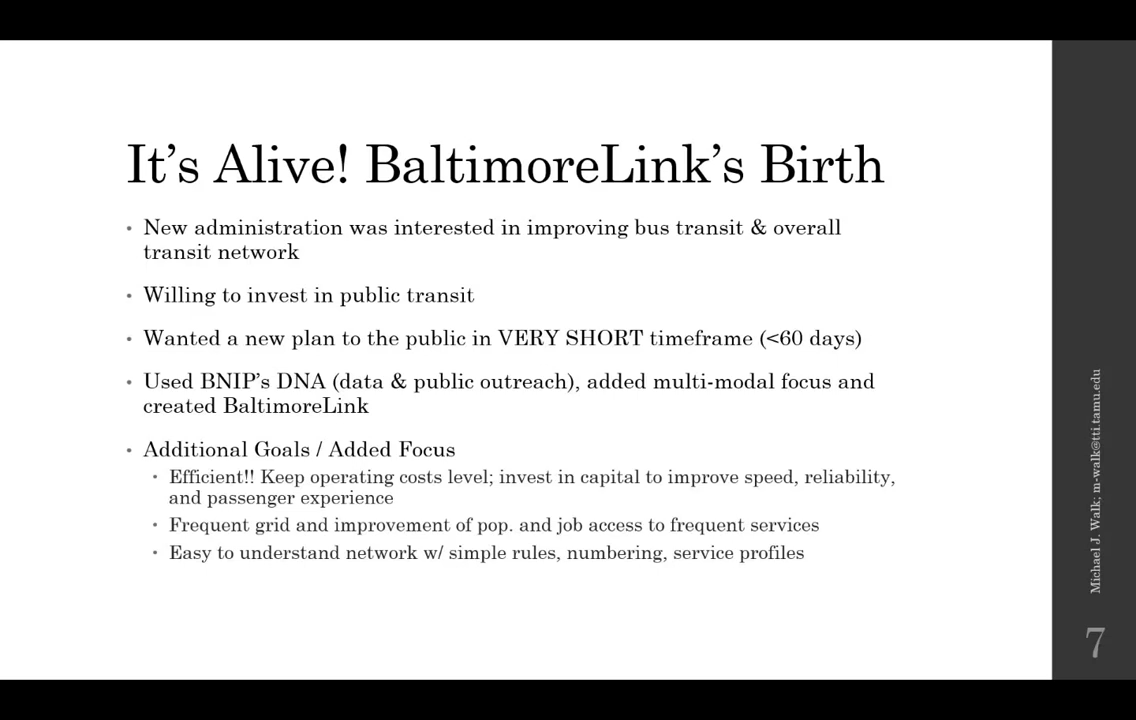 It's Alive! BaltimoreLink's Birth
• New administration was interested in improving bus transit & overall
transit network
• Willing to invest in public transit
• Wanted a new plan to the public in VERY SHORT timeframe (<60 days)
• Used BNIP's DNA (data & public outreach), added multi-modal focus and
created BaltimoreLink
• Additional Goals / Added Focus
• Efficient!! Keep operating costs level; invest in capital to improve speed, reliability,
and passenger experience
• Frequent grid and improvement of pop. and job access to frequent services
• Easy to understand network w/ simple rules, numbering, service profiles
Michael J. Walk; m-walk@tti.tamu.edu
7